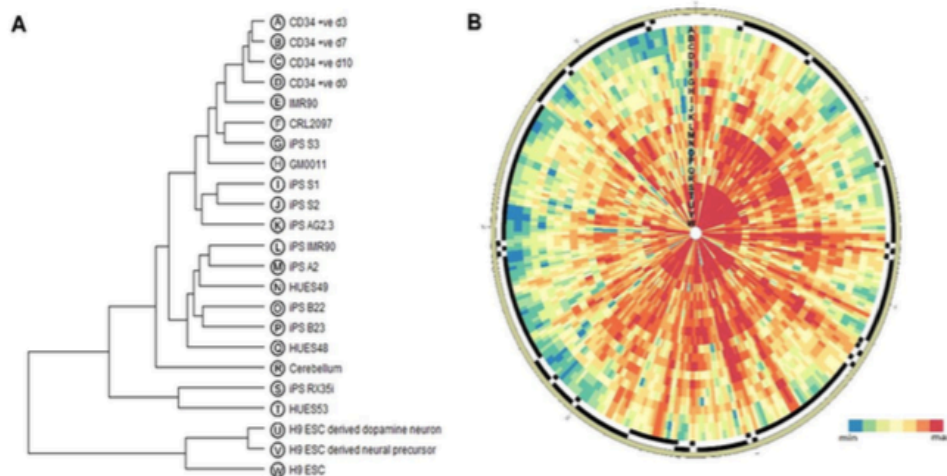 A
B
A CD34 +ve d3
B CD34 +ve d7
C CD34 +ve d10
D CD34 +ve d0
E IMR90
F CRL2097
G iPS S3
H GM0011
I iPS S1
J iPS S2
K iPS AG2.3
L iPS IMR90
M iPS A2
N HUES49
O iPS B22
P iPS B23
Q HUES48
R Cerebellum
S iPS RX35i
T HUES53
U H9 ESC derived dopamine neuron
V H9 ESC derived neural precursor
W H9 ESC
min